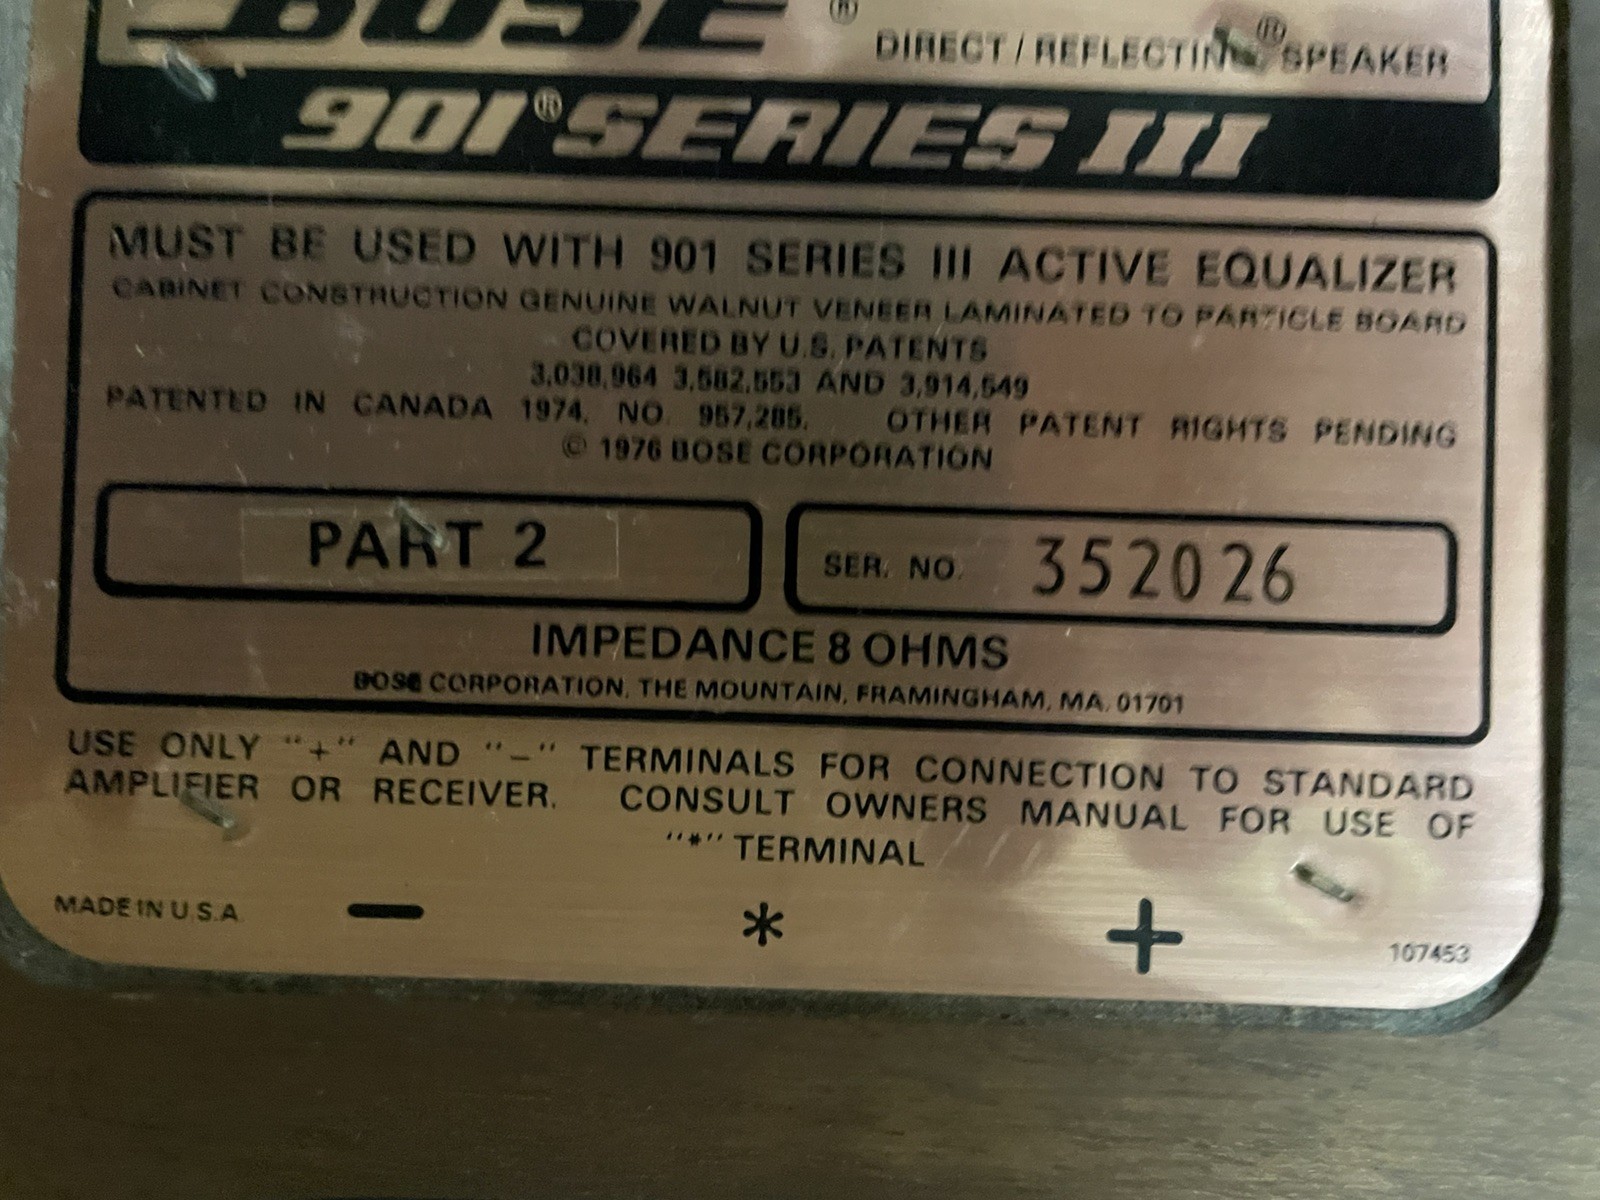 BOSE ®
DIRECT / REFLECTING ® SPEAKER
901® SERIES III
MUST BE USED WITH 901 SERIES III ACTIVE EQUALIZER
CABINET CONSTRUCTION GENUINE WALNUT VENEER LAMINATED TO PARTICLE BOARD
COVERED BY U.S. PATENTS
3,038,964 3,582,553 AND 3,914,549
PATENTED IN CANADA 1974, NO. 957,285. OTHER PATENT RIGHTS PENDING
© 1976 BOSE CORPORATION
PART 2
SER. NO. 352026
IMPEDANCE 8 OHMS
BOSE CORPORATION, THE MOUNTAIN, FRAMINGHAM, MA. 01701
USE ONLY "+" AND "–" TERMINALS FOR CONNECTION TO STANDARD
AMPLIFIER OR RECEIVER. CONSULT OWNERS MANUAL FOR USE OF
"*" TERMINAL
MADE IN U.S.A.
– * +
107453